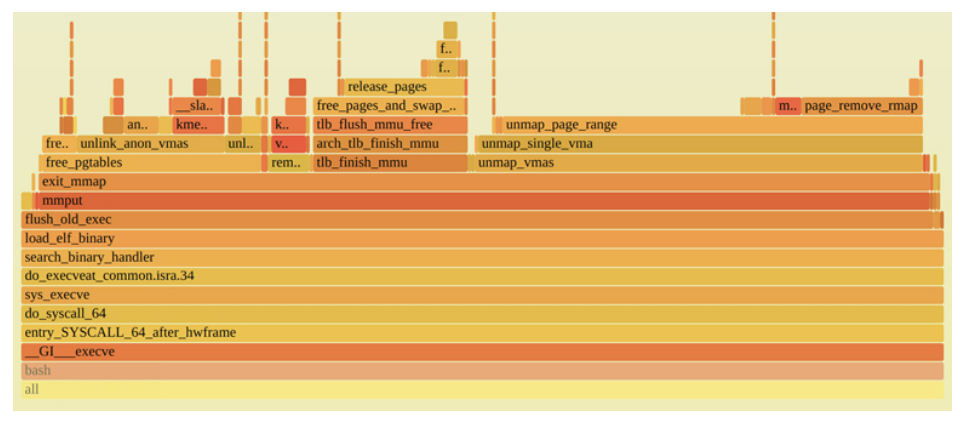 f..
f..
release_pages
__sla.. free_pages_and_swap_.. m.. page_remove_rmap
an.. kme.. k.. tlb_flush_mmu_free unmap_page_range
fre.. unlink_anon_vmas unl.. v.. arch_tlb_finish_mmu unmap_single_vma
free_pgtables rem.. tlb_finish_mmu unmap_vmas
exit_mmap
mmput
flush_old_exec
load_elf_binary
search_binary_handler
do_execveat_common.isra.34
sys_execve
do_syscall_64
entry_SYSCALL_64_after_hwframe
__GI___execve
bash
all